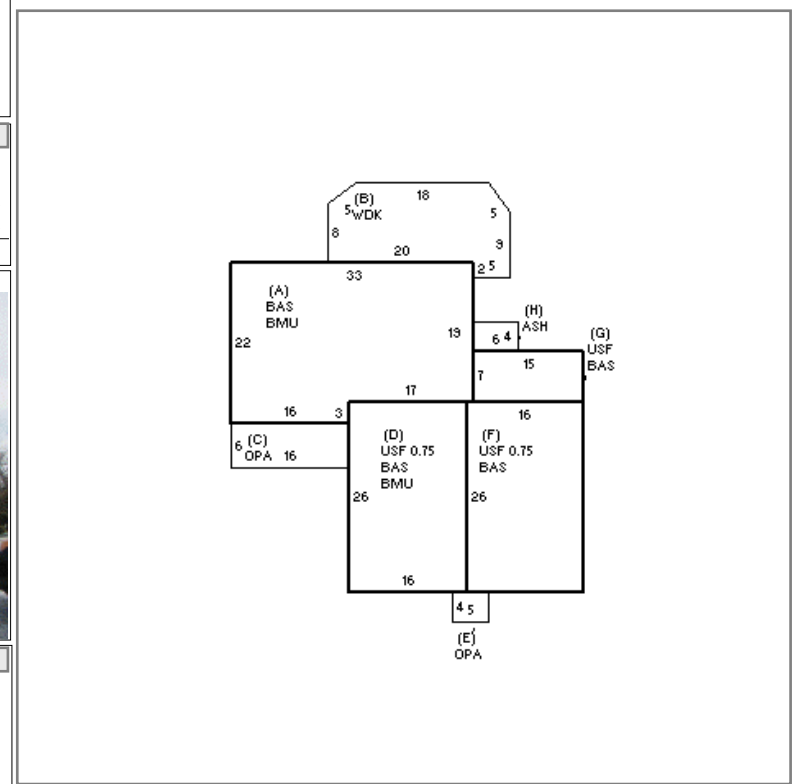 18
(B)
5 WDK
5
8
9
20
2 5
33
(A)
BAS
BMU
(H)
ASH
19
6 4
(G)
USF
BAS
22
15
7
17
16
3
16
(C)
6 OPA 16
(D)
USF 0.75
BAS
BMU
(F)
USF 0.75
BAS
26
26
16
4 5
(E)
OPA